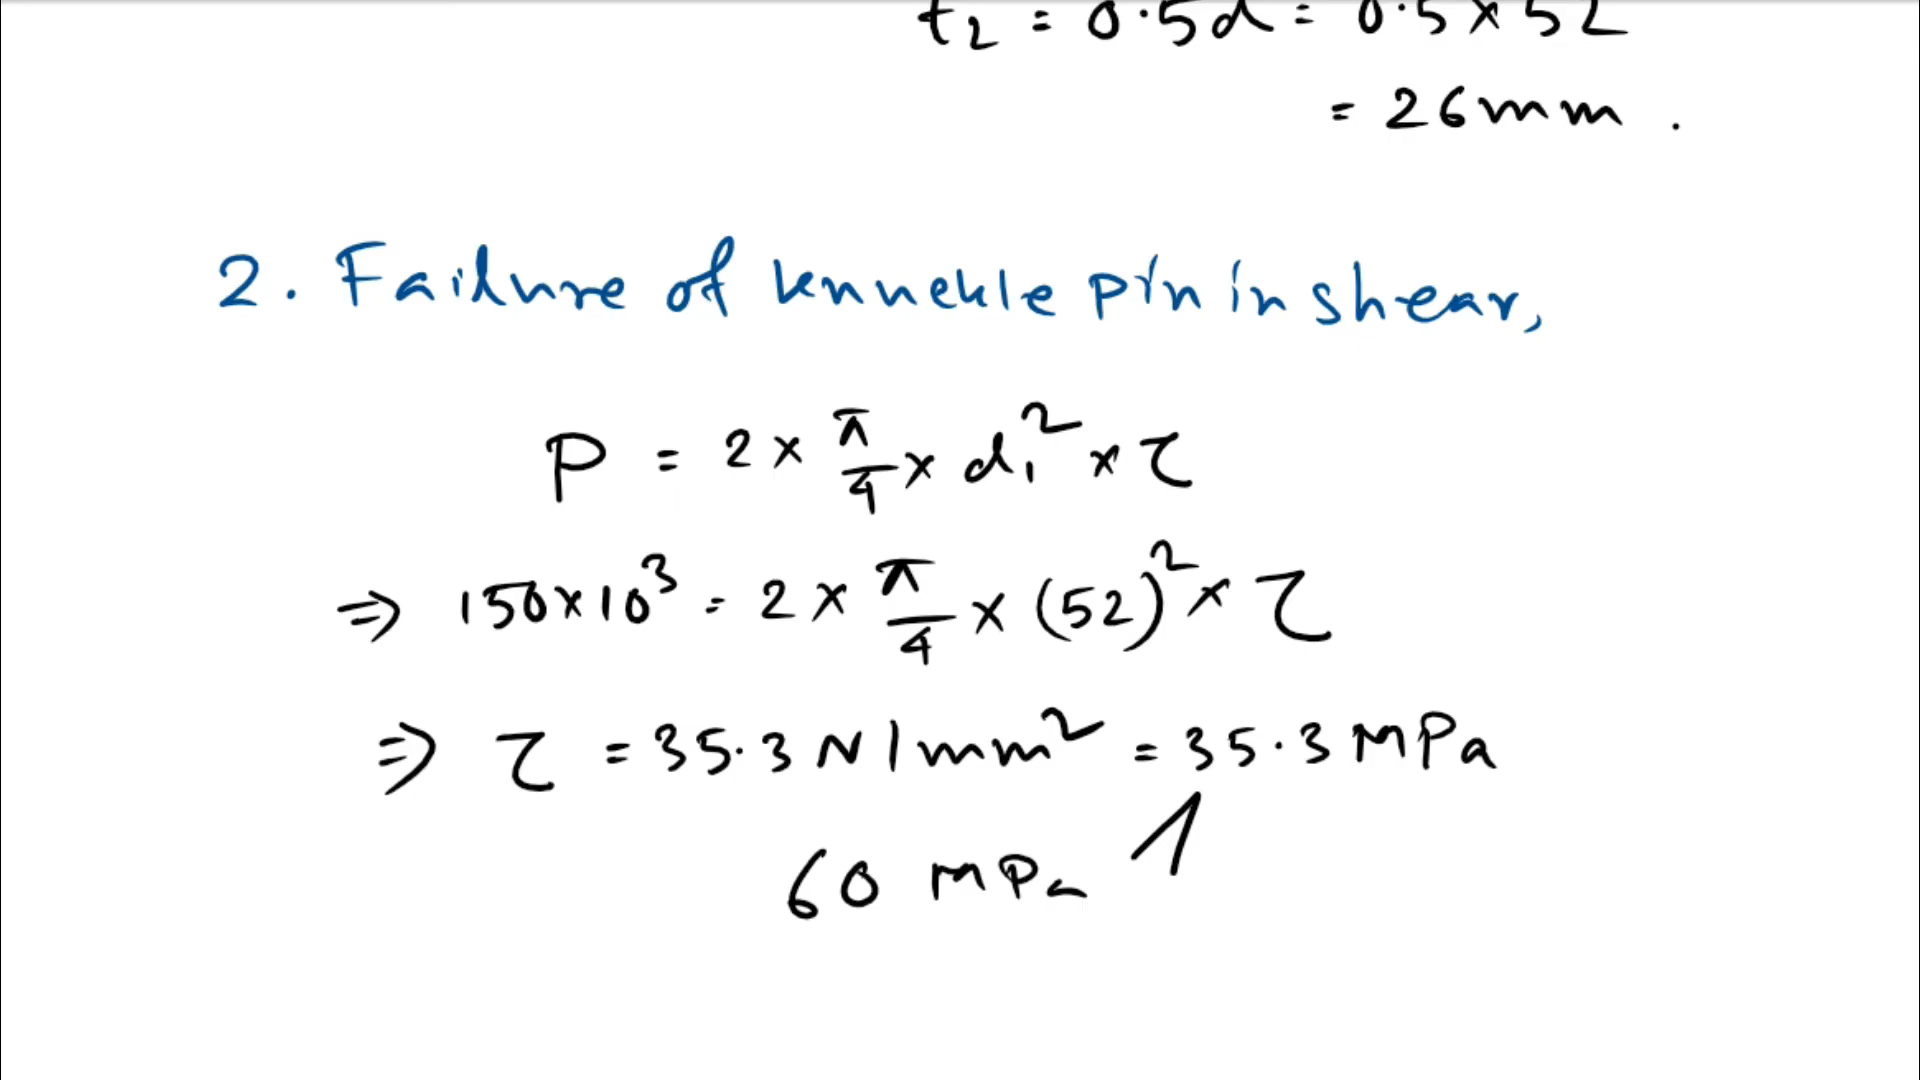 t₂ = 0.5d = 0.5 × 52
= 26mm .
2. Failure of knuckle pin in shear,
P = 2 × π/4 × d₁² × τ
⇒ 150×10³ = 2 × π/4 × (52)² × τ
⇒ τ = 35.3 N/mm² = 35.3 MPa
60 MPa